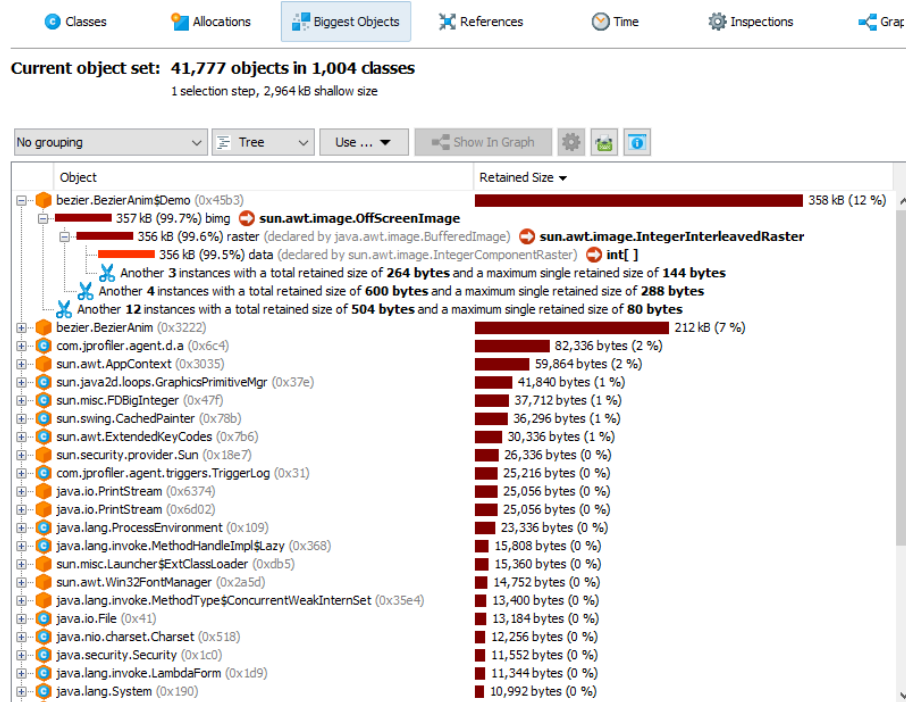 Classes Allocations Biggest Objects References Time Inspections Grap
Current object set: 41,777 objects in 1,004 classes
1 selection step, 2,964 kB shallow size
No grouping Tree Use ... Show In Graph
Object Retained Size
bezier.BezierAnim$Demo (0x45b3) 358 kB (12 %)
357 kB (99.7%) bimg sun.awt.image.OffScreenImage
356 kB (99.6%) raster (declared by java.awt.image.BufferedImage) sun.awt.image.IntegerInterleavedRaster
356 kB (99.5%) data (declared by sun.awt.image.IntegerComponentRaster) int[ ]
Another 3 instances with a total retained size of 264 bytes and a maximum single retained size of 144 bytes
Another 4 instances with a total retained size of 600 bytes and a maximum single retained size of 288 bytes
Another 12 instances with a total retained size of 504 bytes and a maximum single retained size of 80 bytes
bezier.BezierAnim (0x3222) 212 kB (7 %)
com.jprofiler.agent.d.a (0x6c4) 82,336 bytes (2 %)
sun.awt.AppContext (0x3035) 59,864 bytes (2 %)
sun.java2d.loops.GraphicsPrimitiveMgr (0x37e) 41,840 bytes (1 %)
sun.misc.FDBigInteger (0x47f) 37,712 bytes (1 %)
sun.swing.CachedPainter (0x78b) 36,296 bytes (1 %)
sun.awt.ExtendedKeyCodes (0x7b6) 30,336 bytes (1 %)
sun.security.provider.Sun (0x18e7) 26,336 bytes (0 %)
com.jprofiler.agent.triggers.TriggerLog (0x31) 25,216 bytes (0 %)
java.io.PrintStream (0x6374) 25,056 bytes (0 %)
java.io.PrintStream (0x6d02) 25,056 bytes (0 %)
java.lang.ProcessEnvironment (0x109) 23,336 bytes (0 %)
java.lang.invoke.MethodHandleImpl$Lazy (0x368) 15,808 bytes (0 %)
sun.misc.Launcher$ExtClassLoader (0xdb5) 15,360 bytes (0 %)
sun.awt.Win32FontManager (0x2a5d) 14,752 bytes (0 %)
java.lang.invoke.MethodType$ConcurrentWeakInternSet (0x35e4) 13,400 bytes (0 %)
java.io.File (0x41) 13,184 bytes (0 %)
java.nio.charset.Charset (0x518) 12,256 bytes (0 %)
java.security.Security (0x1c0) 11,552 bytes (0 %)
java.lang.invoke.LambdaForm (0x1d9) 11,344 bytes (0 %)
java.lang.System (0x190) 10,992 bytes (0 %)